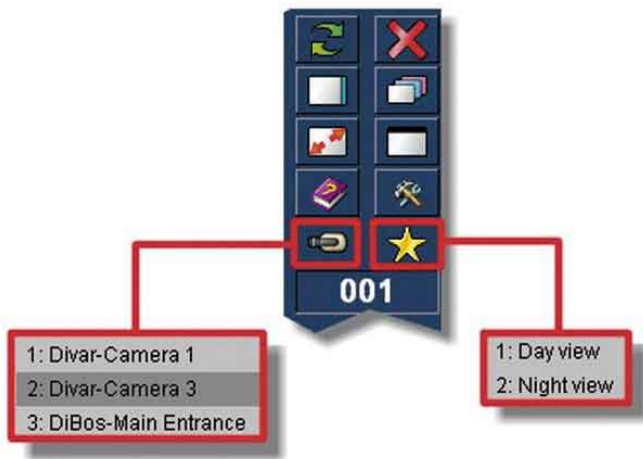 001
1: Divar-Camera 1
2: Divar-Camera 3
3: DiBos-Main Entrance
1: Day view
2: Night view